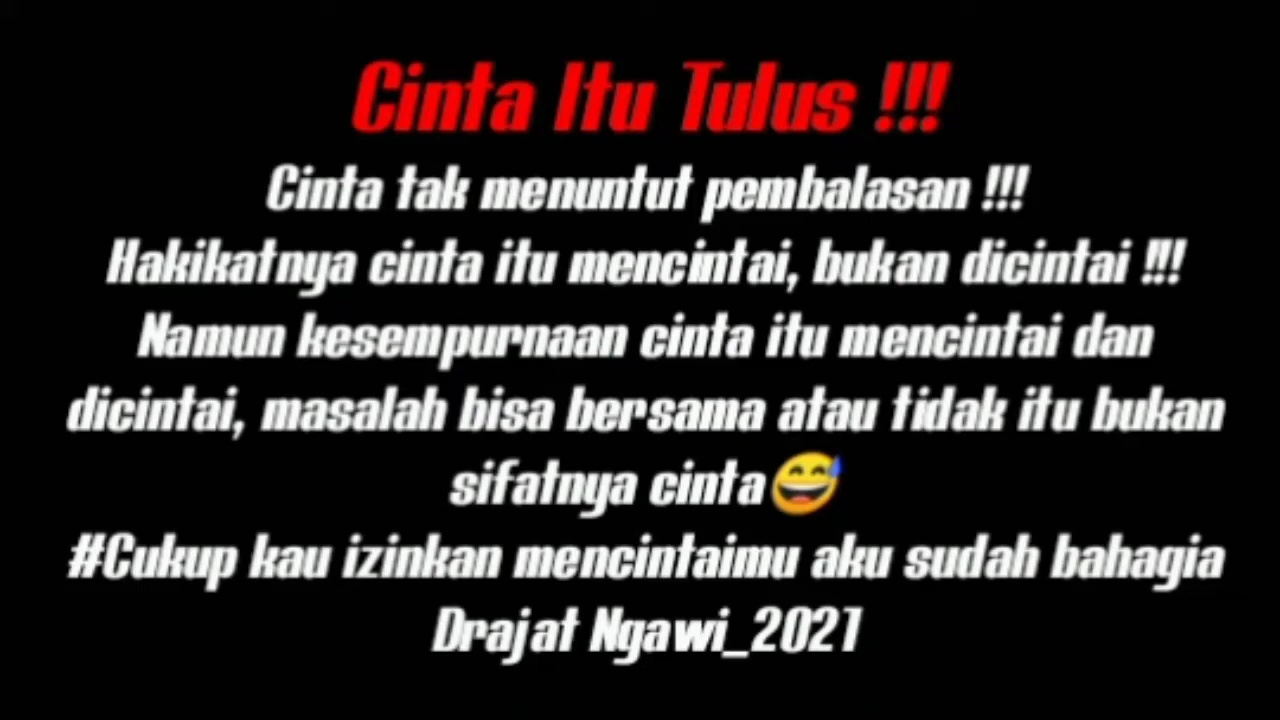 Cinta Itu Tulus !!!
Cinta tak menuntut pembalasan !!!
Hakikatnya cinta itu mencintai, bukan dicintai !!!
Namun kesempurnaan cinta itu mencintai dan
dicintai, masalah bisa bersama atau tidak itu bukan
sifatnya cinta😅
#Cukup kau izinkan mencintaimu aku sudah bahagia
Drajat Ngawi_2021